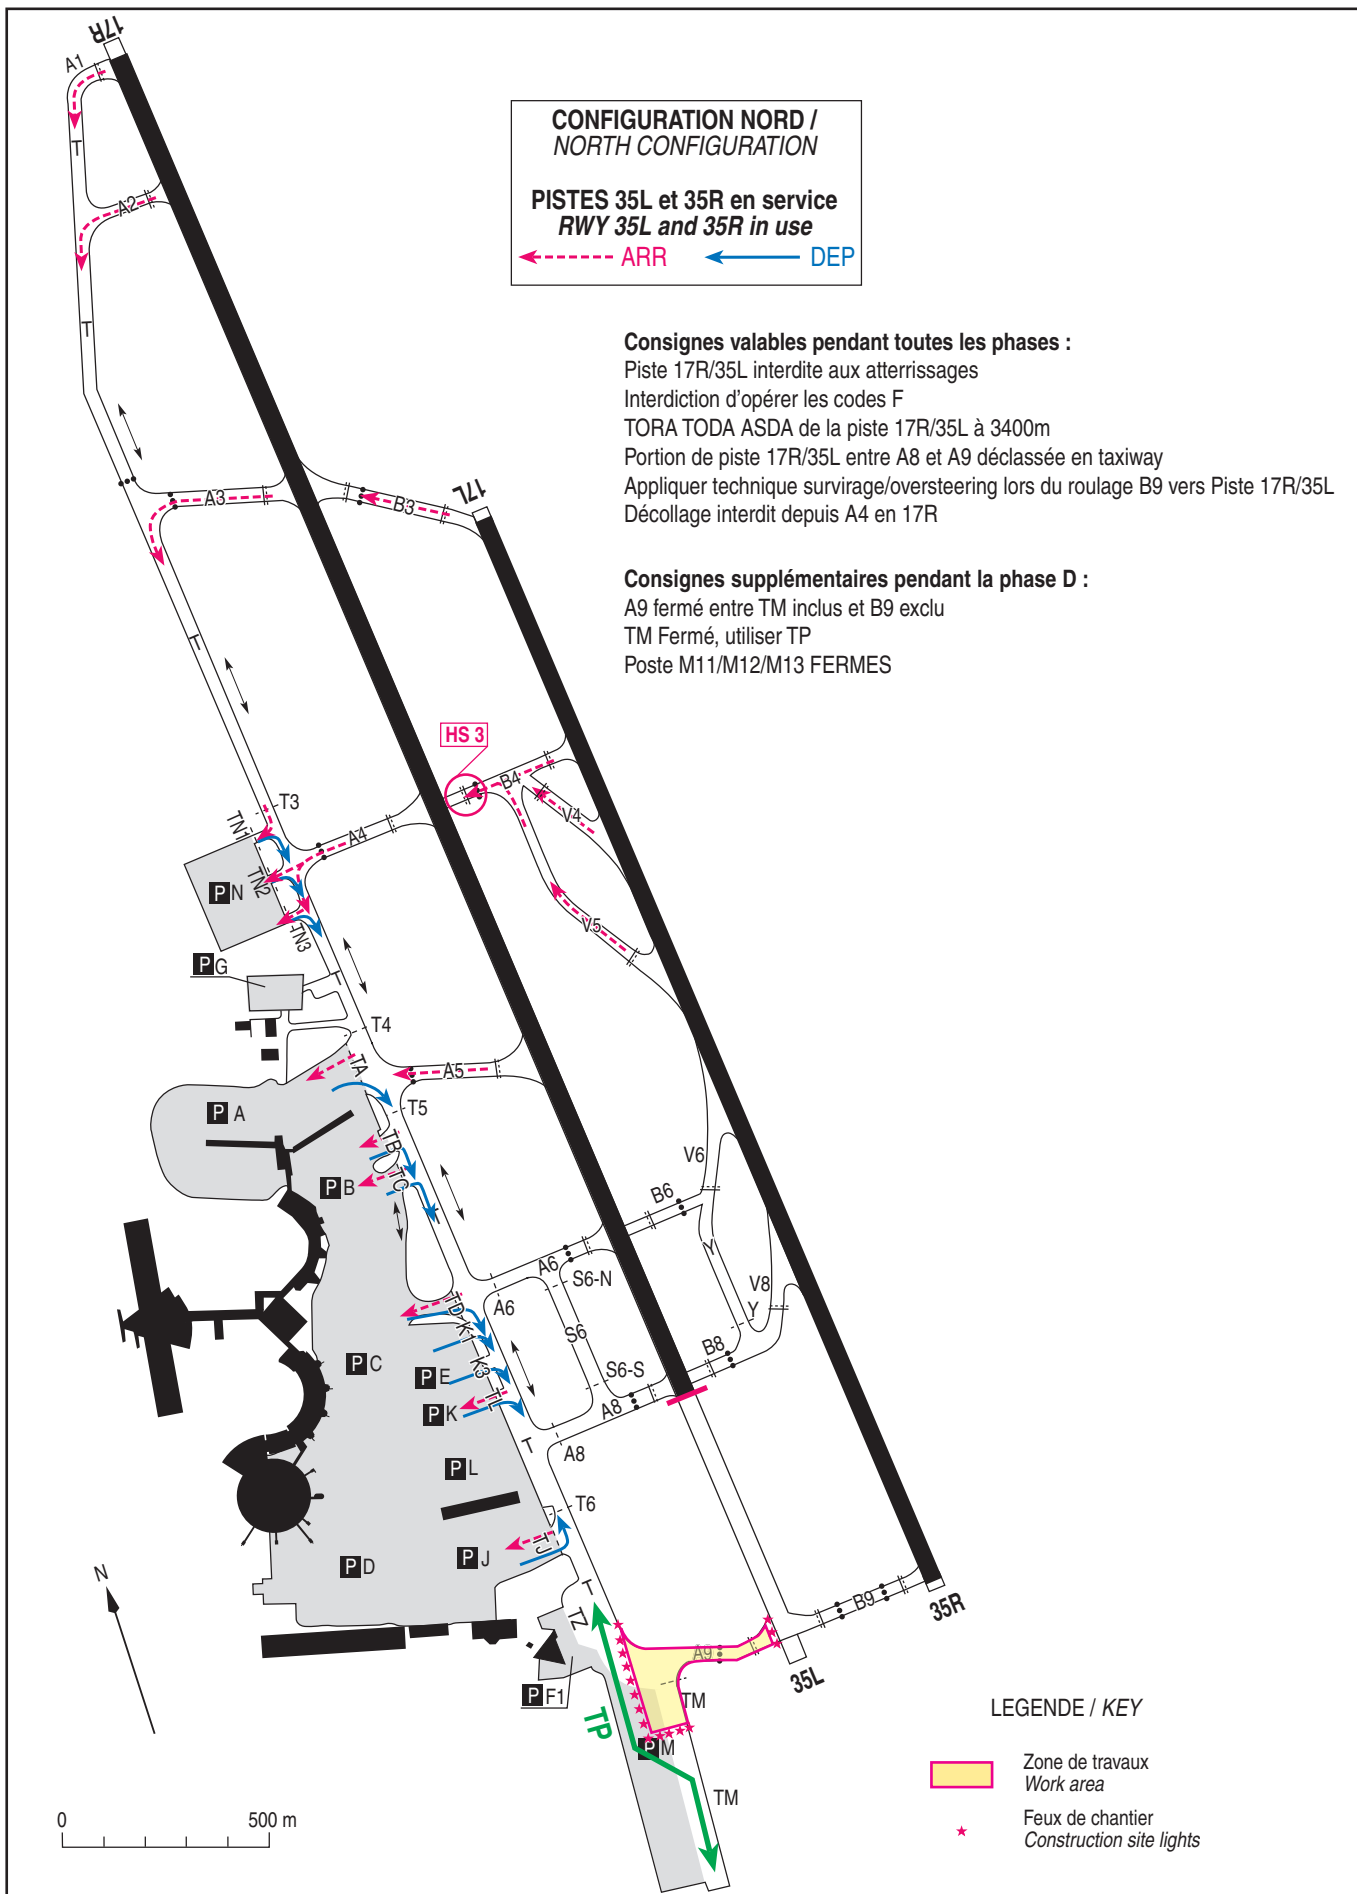 17R
A1
T
A2
T
CONFIGURATION NORD /
NORTH CONFIGURATION
PISTES 35L et 35R en service
RWY 35L and 35R in use
ARR
DEP
Consignes valables pendant toutes les phases :
Piste 17R/35L interdite aux atterrissages
Interdiction d'opérer les codes F
TORA TODA ASDA de la piste 17R/35L à 3400m
Portion de piste 17R/35L entre A8 et A9 déclassée en taxiway
Appliquer technique survirage/oversteering lors du roulage B9 vers Piste 17R/35L
Décollage interdit depuis A4 en 17R
Consignes supplémentaires pendant la phase D :
A9 fermé entre TM inclus et B9 exclu
TM Fermé, utiliser TP
Poste M11/M12/M13 FERMES
A3
B3
17L
T
HS 3
B4
V4
T3
TN1
A4
TN2
P N
TN3
V5
P G
T
T4
TA
A5
P A
T5
TB
TC
P B
V6
B6
A6
Y
S6-N
V8
TD
A6
Y
K1
S6
B8
P C
K3
S6-S
P E
TL
A8
P K
T
A8
P L
T6
TJ
P J
P D
N
T
TZ
B9
35R
A9
35L
P F1
TM
TP
P M
TM
LEGENDE / KEY
Zone de travaux
Work area
Feux de chantier
Construction site lights
0
500 m